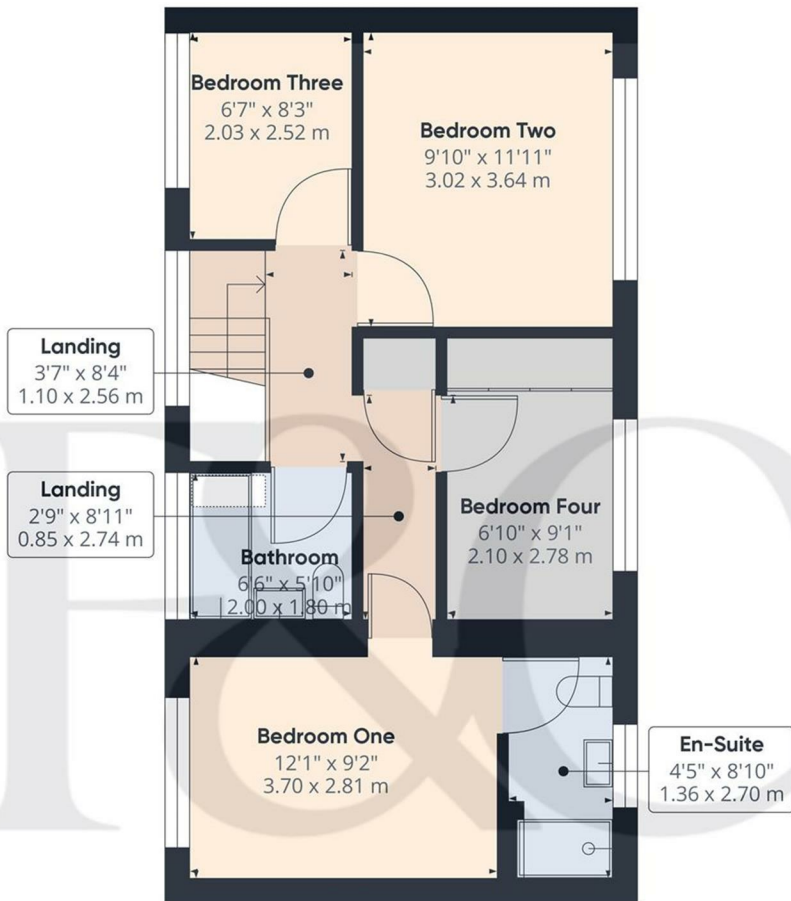 Bedroom Three
6'7" x 8'3"
2.03 x 2.52 m
Bedroom Two
9'10" x 11'11"
3.02 x 3.64 m
Landing
3'7" x 8'4"
1.10 x 2.56 m
Landing
2'9" x 8'11"
0.85 x 2.74 m
Bathroom
6'6" x 5'10"
2.00 x 1.80 m
Bedroom Four
6'10" x 9'1"
2.10 x 2.78 m
Bedroom One
12'1" x 9'2"
3.70 x 2.81 m
En-Suite
4'5" x 8'10"
1.36 x 2.70 m
F&C